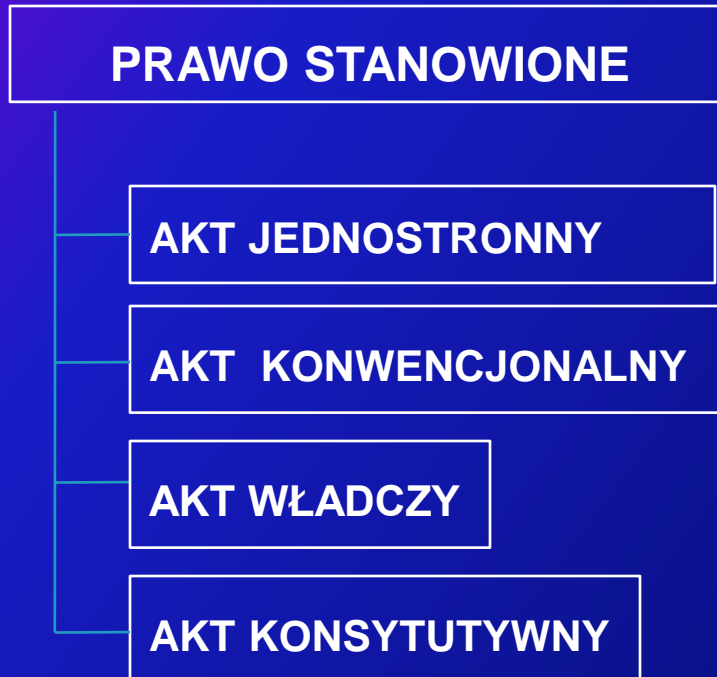 PRAWO STANOWIONE
AKT JEDNOSTRONNY
AKT KONWENCJONALNY
AKT WŁADCZY
AKT KONSYTUTYWNY